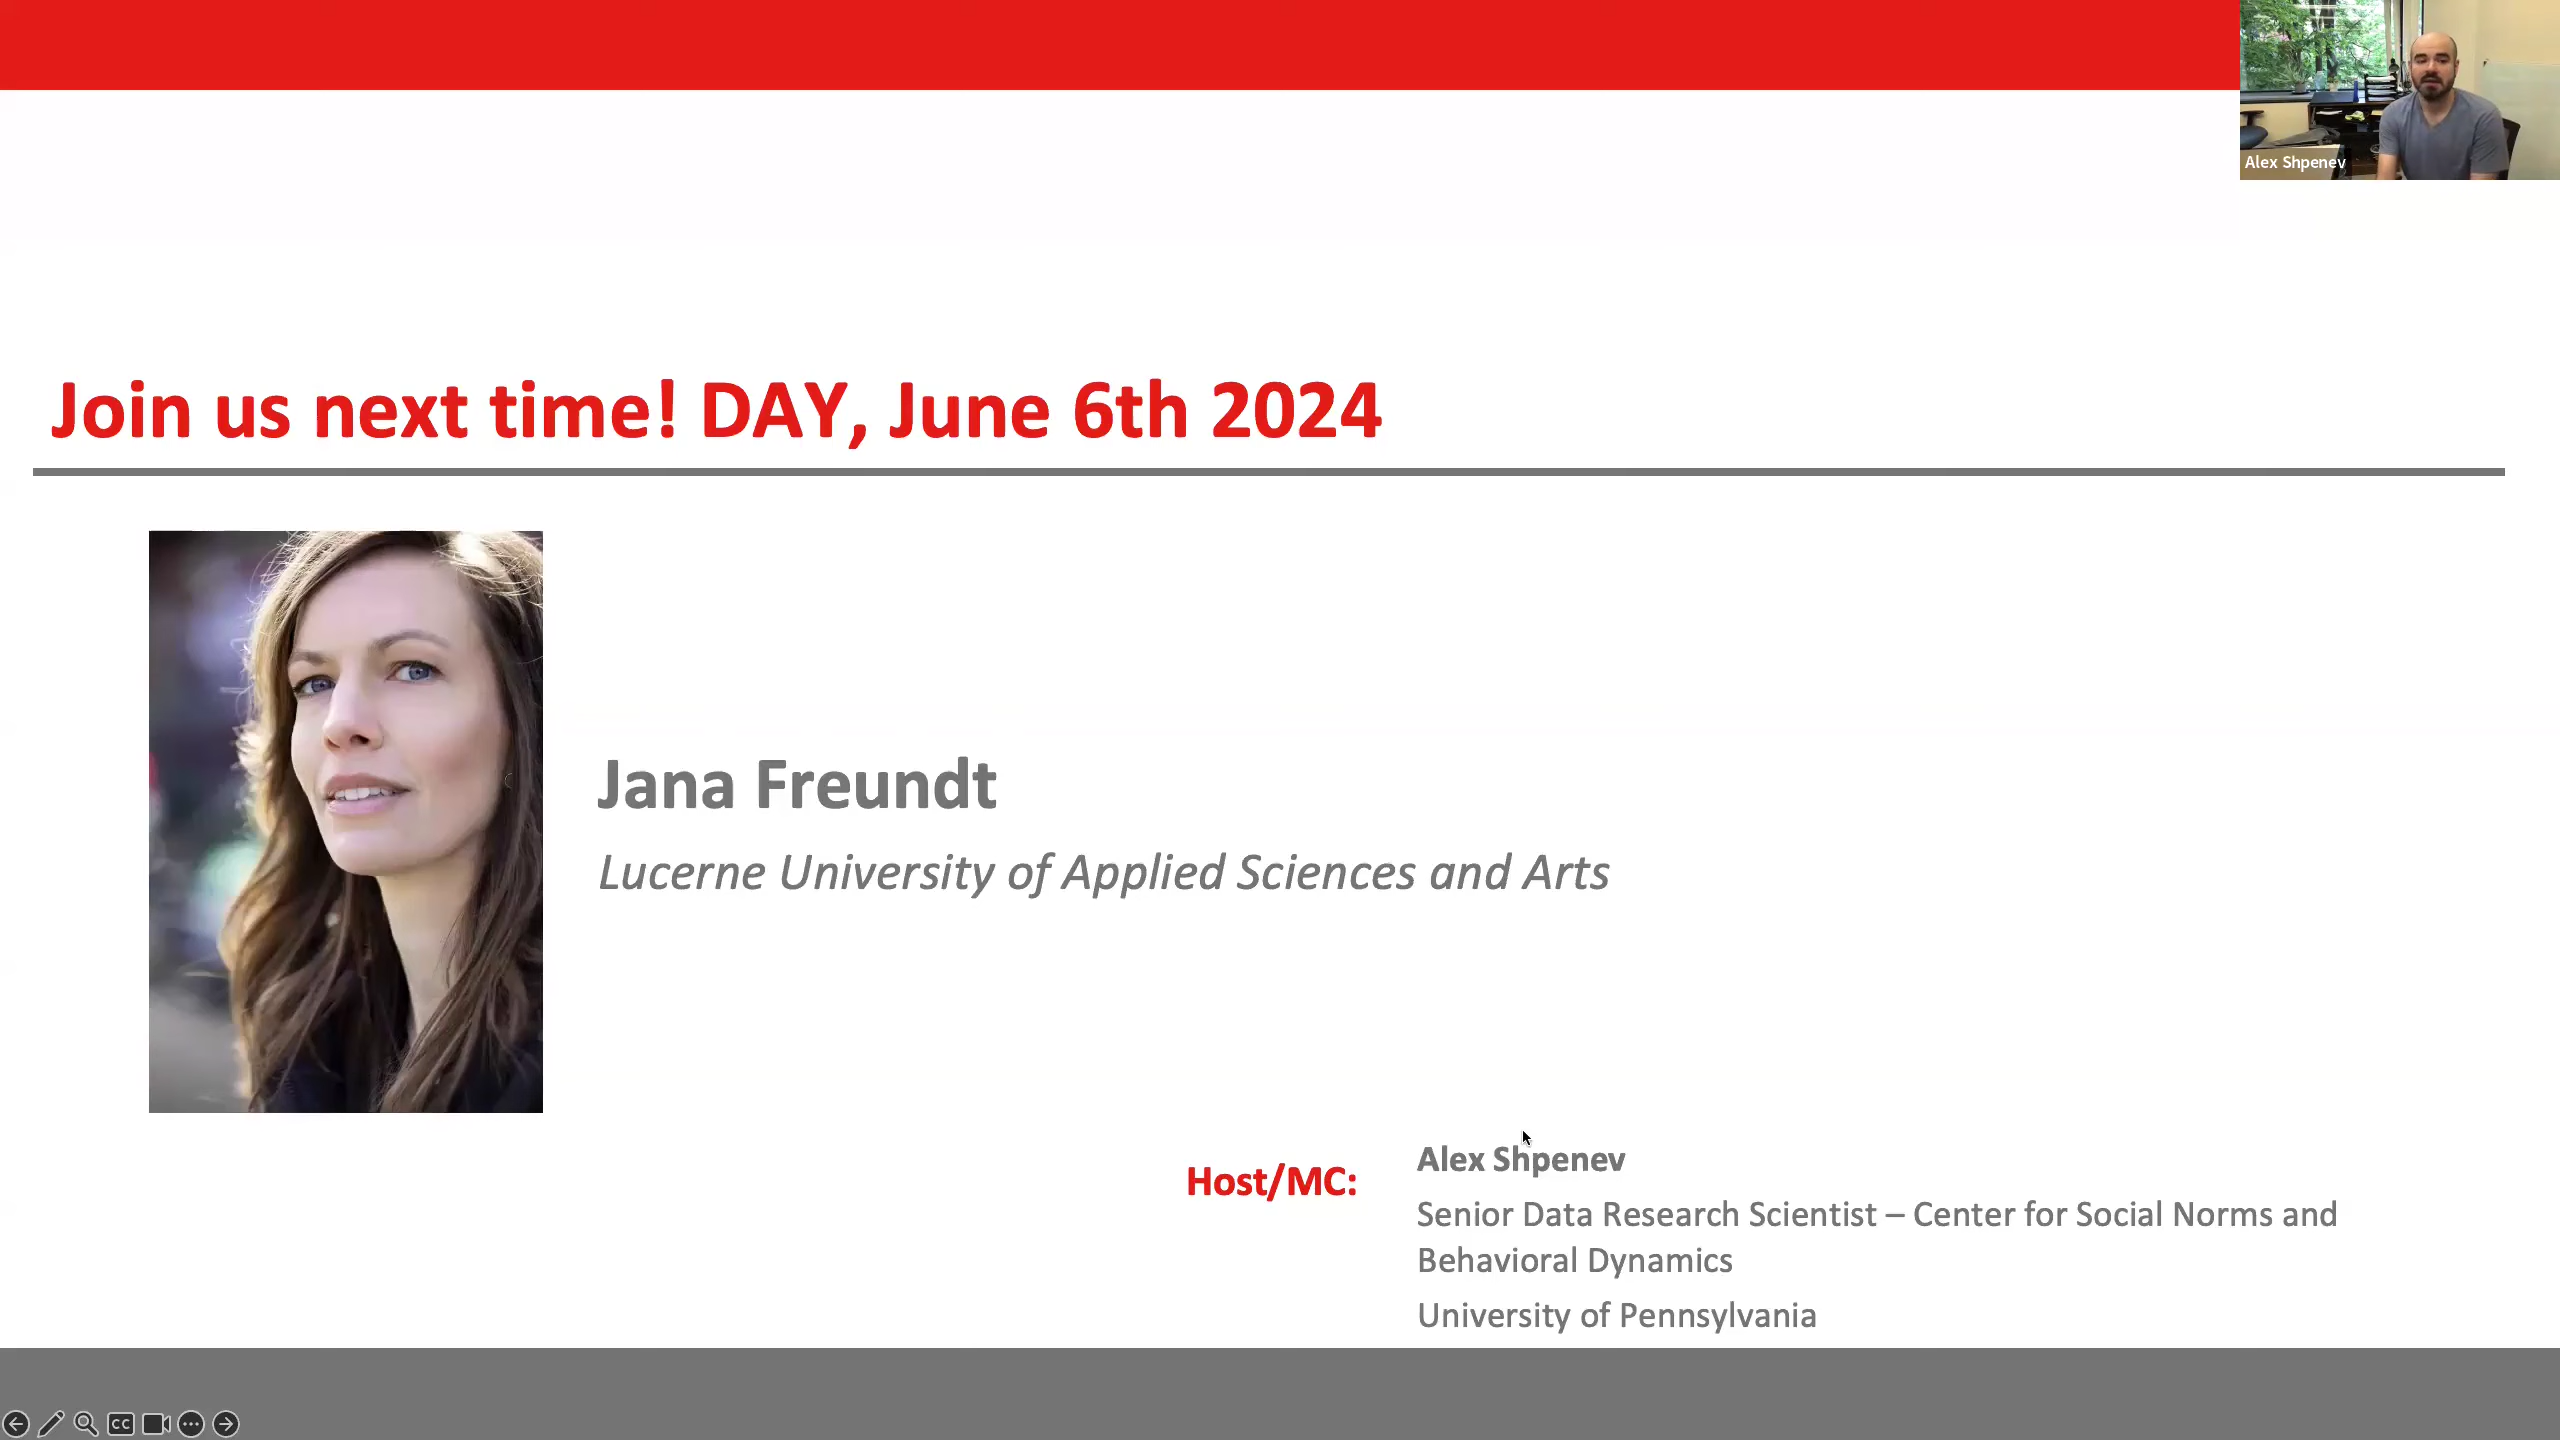 Alex Shpenev
Join us next time! DAY, June 6th 2024
Jana Freundt
Lucerne University of Applied Sciences and Arts
Host/MC:
Alex Shpenev
Senior Data Research Scientist – Center for Social Norms and
Behavioral Dynamics
University of Pennsylvania
CC